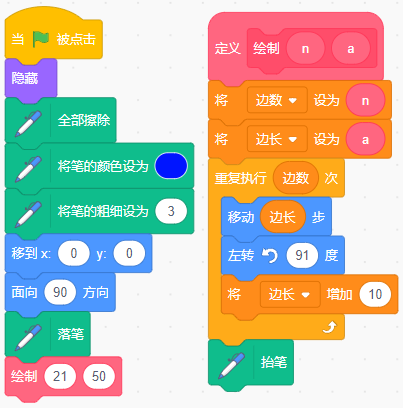 当 被点击
隐藏
全部擦除
将笔的颜色设为
将笔的粗细设为 3
移到 x: 0 y: 0
面向 90 方向
落笔
绘制 21 50
定义 绘制 n a
将 边数 设为 n
将 边长 设为 a
重复执行 边数 次
移动 边长 步
左转 91 度
将 边长 增加 10
抬笔